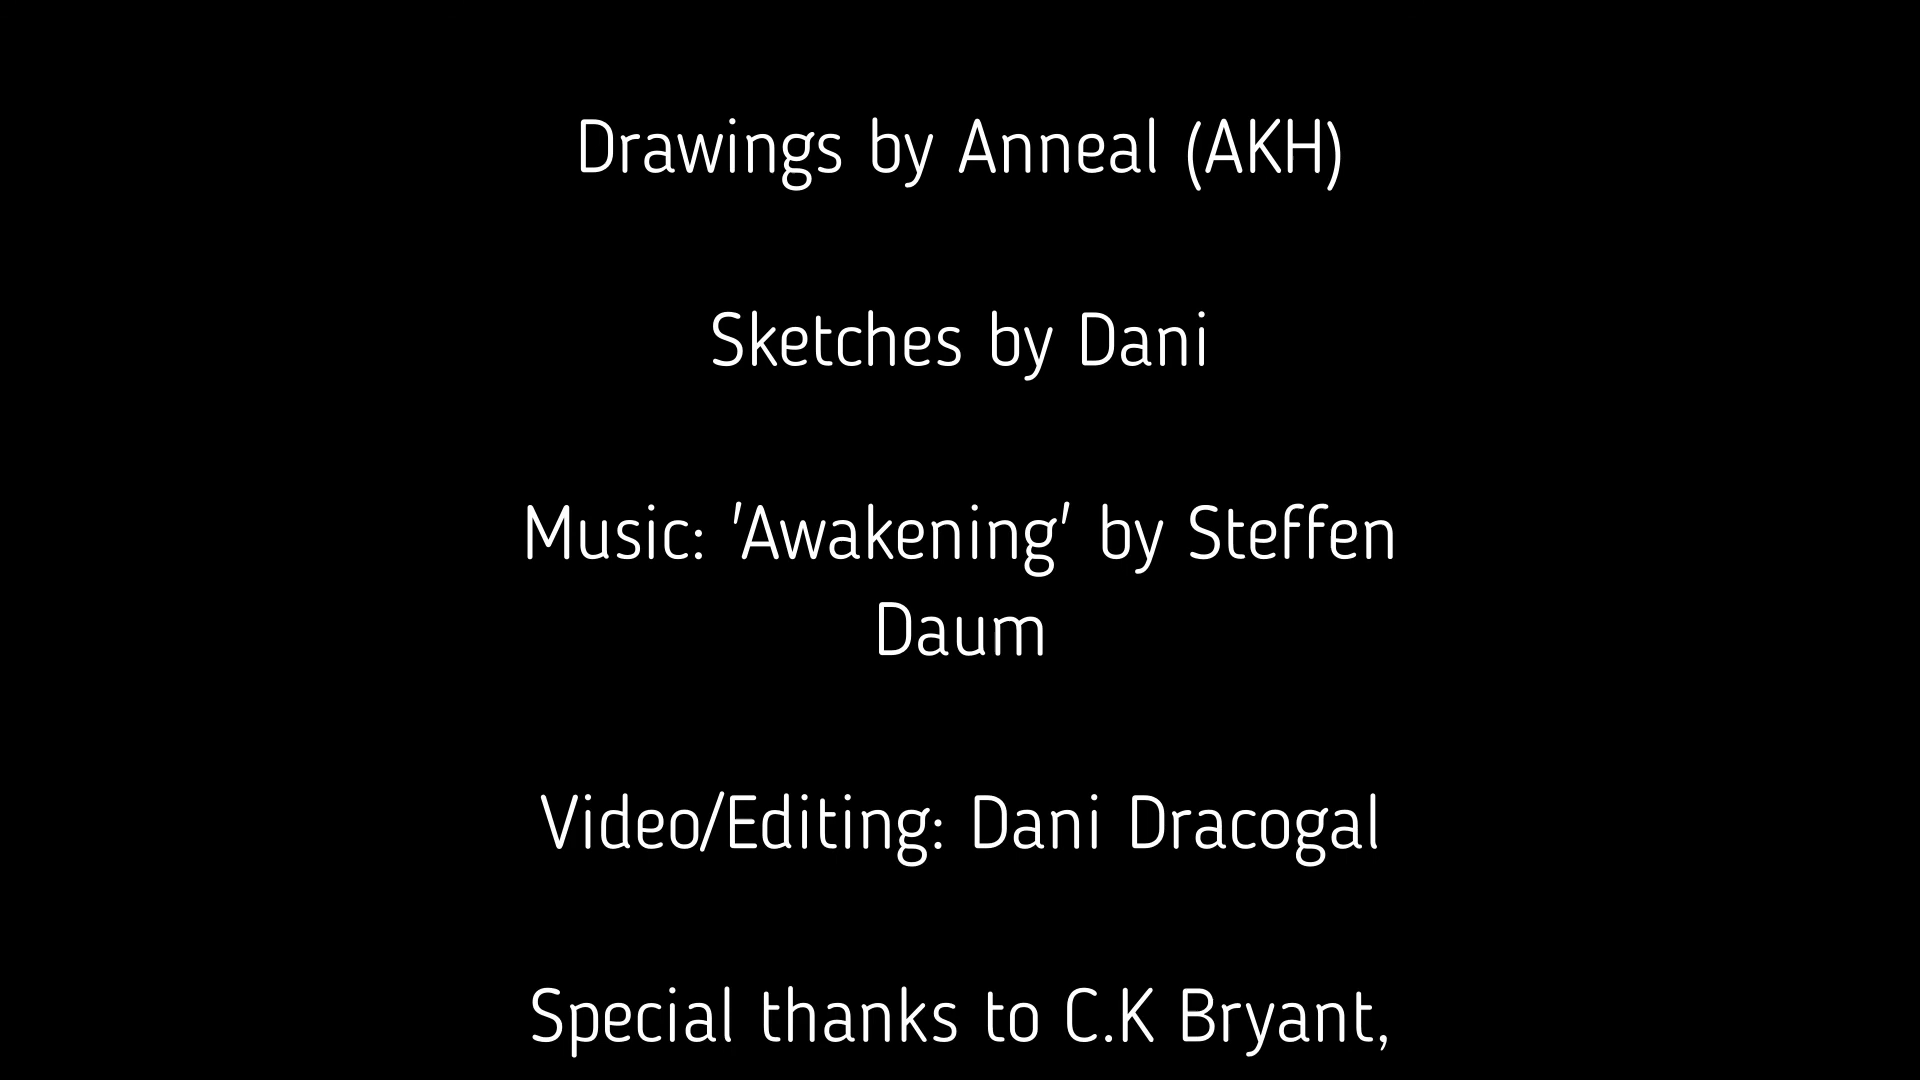 Drawings by Anneal (AKH)
Sketches by Dani
Music: 'Awakening' by Steffen
Daum
Video/Editing: Dani Dracogal
Special thanks to C.K Bryant,